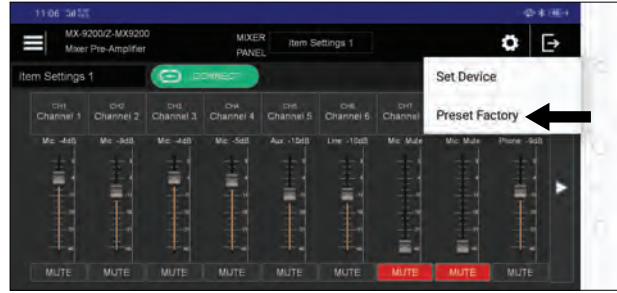 11:06
MX-9200/Z-MX9200
Mixer Pre-Amplifier
MIXER
PANEL
Item Settings 1
Item Settings 1
CONNECT
Set Device
Preset Factory
CH1 CH2 CH3 CH4 CH5 CH6 CH7
Channel 1 Channel 2 Channel 3 Channel 4 Channel 5 Channel 6 Channel
Mic -4dB Mic -9dB Mic -4dB Mic -5dB Aux -10dB Line -10dB Mic Mute Mic Mute Phone -9dB
MUTE MUTE MUTE MUTE MUTE MUTE MUTE MUTE MUTE